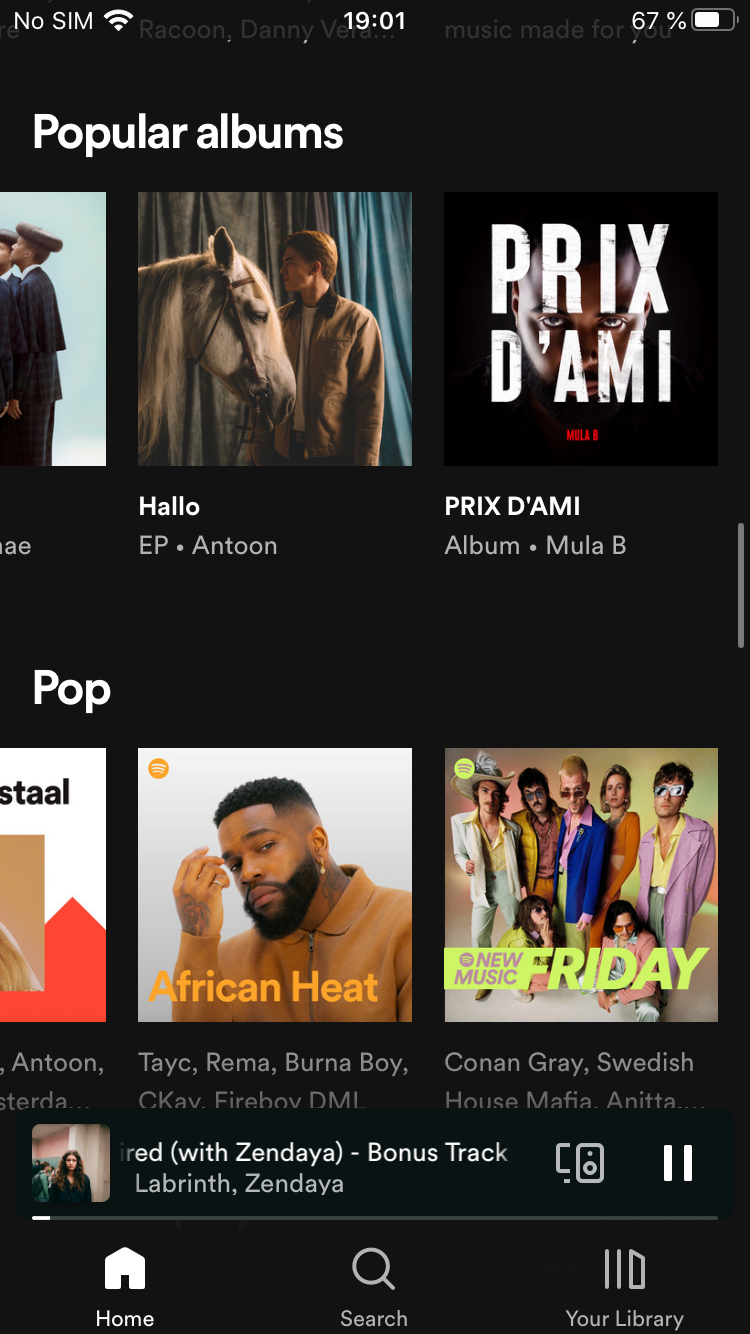 No SIM 19:01 67 %
re Racoon, Danny Vera... music made for you
Popular albums
PRIX
D'AMI
MULA B
Hallo PRIX D'AMI
nae EP • Antoon Album • Mula B
Pop
staal
African Heat
NEW
MUSIC FRIDAY
, Antoon, Tayc, Rema, Burna Boy, Conan Gray, Swedish
sterda... CKay, Fireboy DML House Mafia, Anitta,...
ired (with Zendaya) - Bonus Track
Labrinth, Zendaya
Home Search Your Library